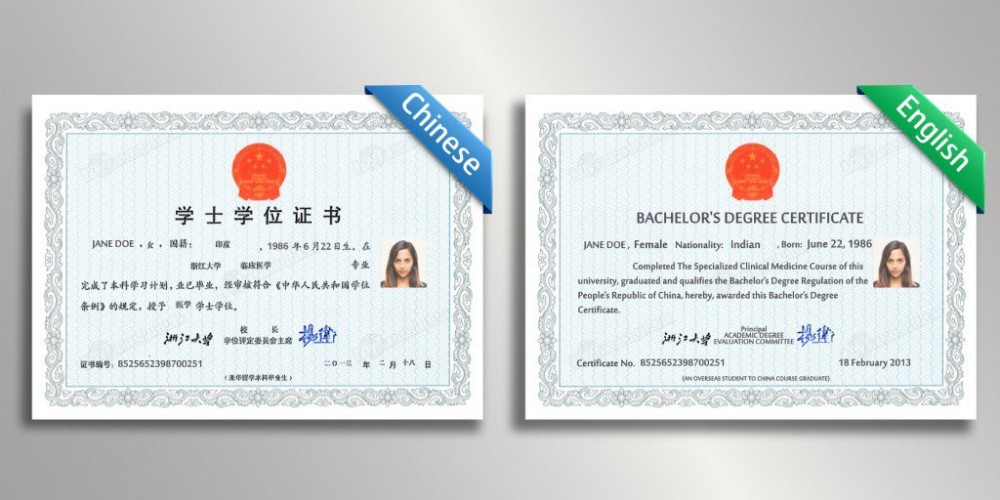 Chinese
学士学位证书
JANE DOE ，女， 国籍： 印度 ，1986 年 6 月 22 日生。在
浙江大学 临床医学 专业
完成了本科学习计划，业已毕业，经审核符合《中华人民共和国学位
条例》的规定，授予 医学 学士学位。
浙江大学
校 长
学位评定委员会主席
证书编号： 8525652398700251
二〇一三 年 二 月 十八 日
（来华留学本科毕业生）
English
BACHELOR'S DEGREE CERTIFICATE
JANE DOE , Female Nationality: Indian , Born: June 22, 1986
Completed The Specialized Clinical Medicine Course of this
university, graduated and qualifies the Bachelor's Degree Regulation of the
People's Republic of China, hereby, awarded this Bachelor's Degree
Certificate.
浙江大学
Principal
ACADEMIC DEGREE
EVALUATION COMMITTEE
Certificate No. 8525652398700251
18 February 2013
(AN OVERSEAS STUDENT TO CHINA COURSE GRADUATE)